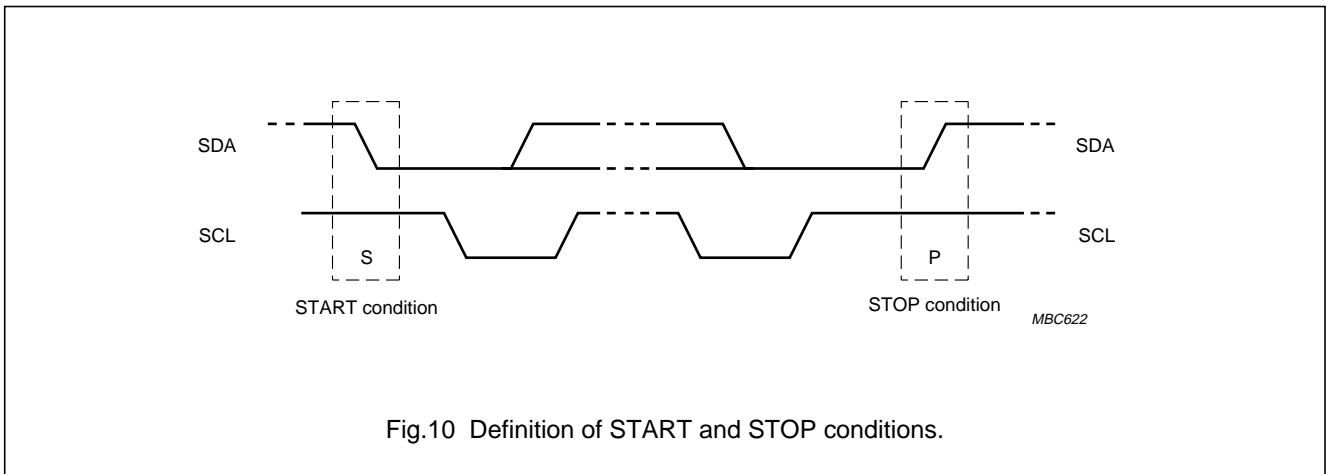 SDA
SDA
SCL
SCL
S
P
START condition
STOP condition
MBC622
Fig.10 Definition of START and STOP conditions.